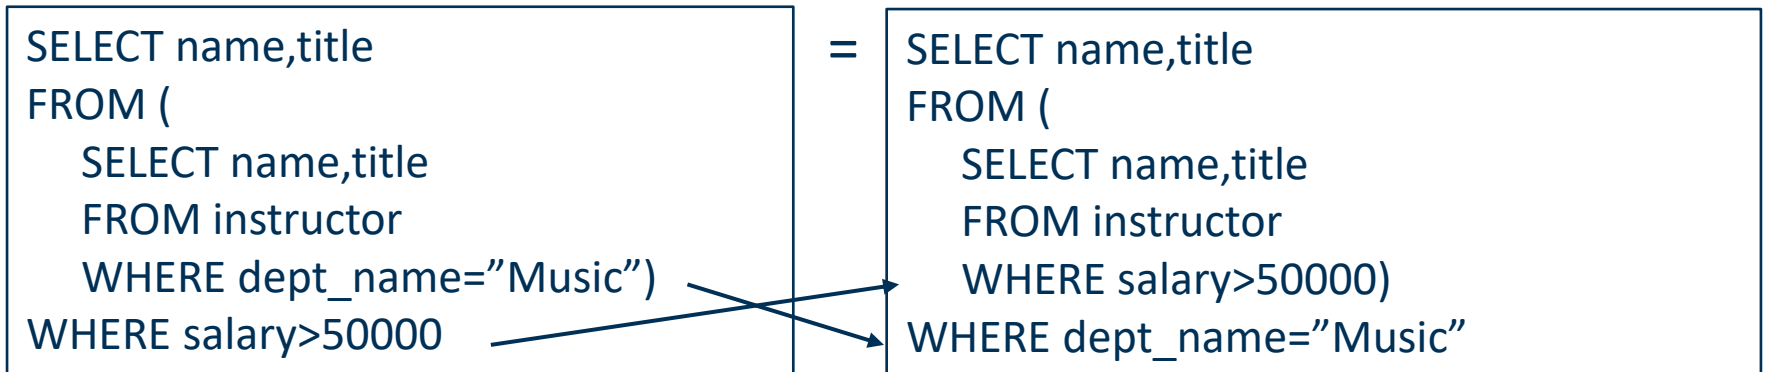 SELECT name,title
FROM (
SELECT name,title
FROM instructor
WHERE dept_name=”Music”)
WHERE salary>50000
=
SELECT name,title
FROM (
SELECT name,title
FROM instructor
WHERE salary>50000)
WHERE dept_name=”Music”